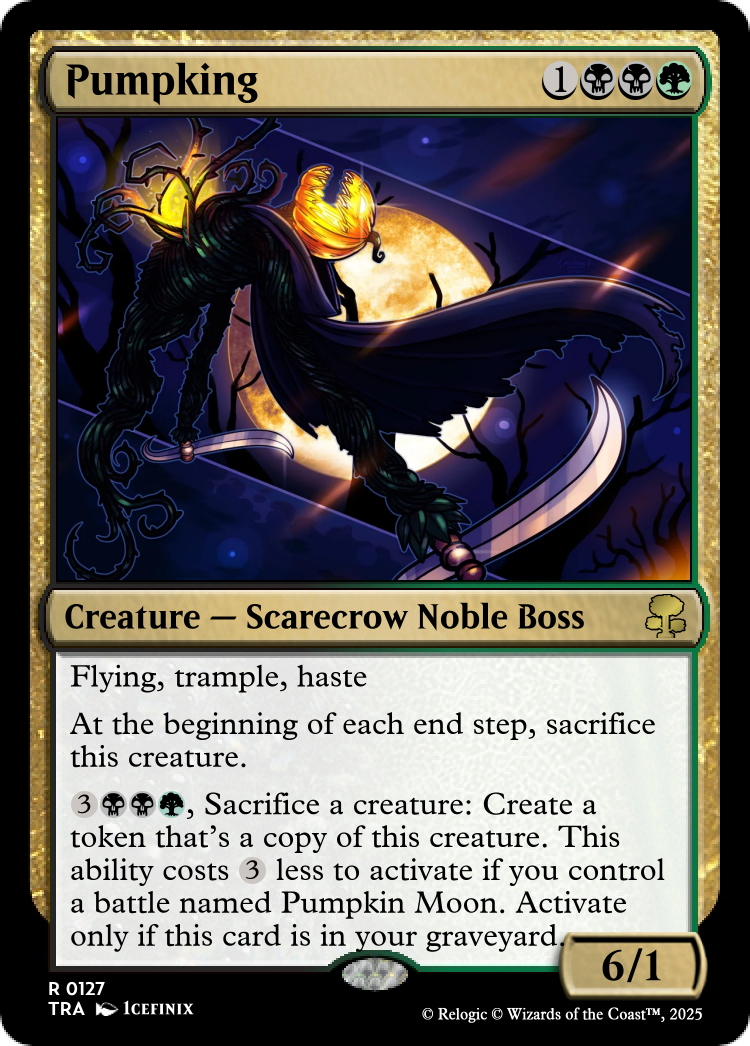 Pumpking 1
Creature — Scarecrow Noble Boss
Flying, trample, haste
At the beginning of each end step, sacrifice
this creature.
3, Sacrifice a creature: Create a
token that's a copy of this creature. This
ability costs 3 less to activate if you control
a battle named Pumpkin Moon. Activate
only if this card is in your graveyard.
6/1
R 0127
TRA 1CEFINIX
© Relogic © Wizards of the Coast™, 2025